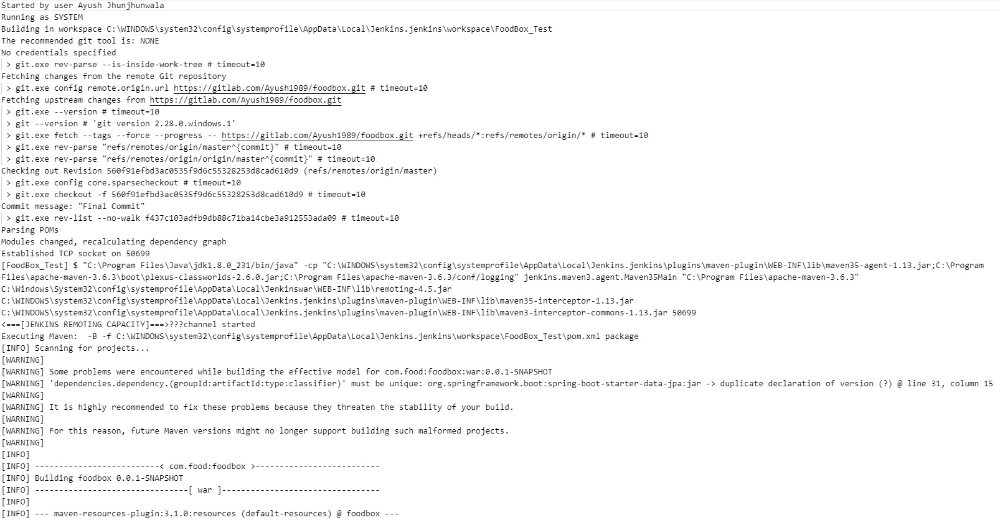 Started by user Ayush Jhunjhunwala
Running as SYSTEM
Building in workspace C:\WINDOWS\system32\config\systemprofile\AppData\Local\Jenkins.jenkins\workspace\FoodBox_Test
The recommended git tool is: NONE
No credentials specified
> git.exe rev-parse --is-inside-work-tree # timeout=10
Fetching changes from the remote Git repository
> git.exe config remote.origin.url https://gitlab.com/Ayush1989/foodbox.git # timeout=10
Fetching upstream changes from https://gitlab.com/Ayush1989/foodbox.git
> git.exe --version # timeout=10
> git --version # 'git version 2.28.0.windows.1'
> git.exe fetch --tags --force --progress -- https://gitlab.com/Ayush1989/foodbox.git +refs/heads/*:refs/remotes/origin/* # timeout=10
> git.exe rev-parse "refs/remotes/origin/master^{commit}" # timeout=10
> git.exe rev-parse "refs/remotes/origin/origin/master^{commit}" # timeout=10
Checking out Revision 560f91efbd3ac0535f9d6c55328253d8cad610d9 (refs/remotes/origin/master)
> git.exe config core.sparsecheckout # timeout=10
> git.exe checkout -f 560f91efbd3ac0535f9d6c55328253d8cad610d9 # timeout=10
Commit message: "Final Commit"
> git.exe rev-list --no-walk f437c103adfb9db88c71ba14cbe3a912553ada09 # timeout=10
Parsing POMs
Modules changed, recalculating dependency graph
Established TCP socket on 50699
[FoodBox_Test] $ "C:\Program Files\Java\jdk1.8.0_231/bin/java" -cp "C:\WINDOWS\system32\config\systemprofile\AppData\Local\Jenkins.jenkins\plugins\maven-plugin\WEB-INF\lib\maven35-agent-1.13.jar;C:\Program
Files\apache-maven-3.6.3\boot\plexus-classworlds-2.6.0.jar;C:\Program Files\apache-maven-3.6.3/conf/logging" jenkins.maven3.agent.Maven35Main "C:\Program Files\apache-maven-3.6.3"
C:\Windows\System32\config\systemprofile\AppData\Local\Jenkinswar\WEB-INF\lib\remoting-4.5.jar
C:\WINDOWS\system32\config\systemprofile\AppData\Local\Jenkins.jenkins\plugins\maven-plugin\WEB-INF\lib\maven35-interceptor-1.13.jar
C:\WINDOWS\system32\config\systemprofile\AppData\Local\Jenkins.jenkins\plugins\maven-plugin\WEB-INF\lib\maven3-interceptor-commons-1.13.jar 50699
<===[JENKINS REMOTING CAPACITY]===>???channel started
Executing Maven:  -B -f C:\WINDOWS\system32\config\systemprofile\AppData\Local\Jenkins.jenkins\workspace\FoodBox_Test\pom.xml package
[INFO] Scanning for projects...
[WARNING]
[WARNING] Some problems were encountered while building the effective model for com.food:foodbox:war:0.0.1-SNAPSHOT
[WARNING] 'dependencies.dependency.(groupId:artifactId:type:classifier)' must be unique: org.springframework.boot:spring-boot-starter-data-jpa:jar -> duplicate declaration of version (?) @ line 31, column 15
[WARNING]
[WARNING] It is highly recommended to fix these problems because they threaten the stability of your build.
[WARNING]
[WARNING] For this reason, future Maven versions might no longer support building such malformed projects.
[WARNING]
[INFO]
[INFO] --------------------------< com.food:foodbox >--------------------------
[INFO] Building foodbox 0.0.1-SNAPSHOT
[INFO] --------------------------------[ war ]---------------------------------
[INFO]
[INFO] --- maven-resources-plugin:3.1.0:resources (default-resources) @ foodbox ---